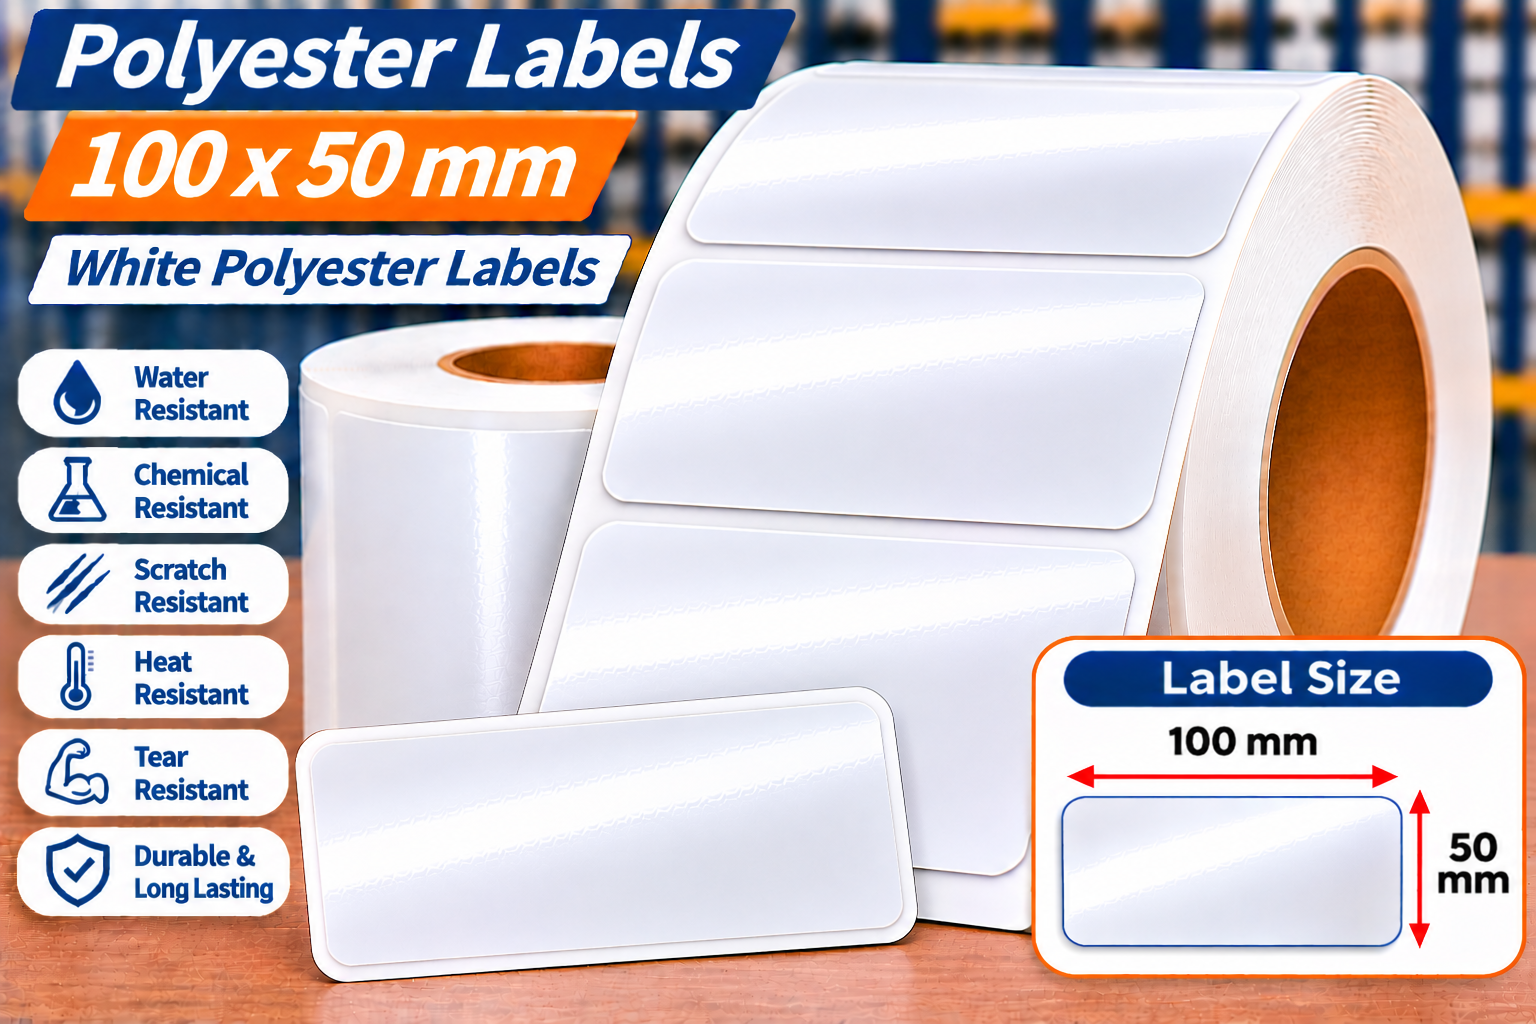 Polyester Labels
100 x 50 mm
White Polyester Labels
Water
Resistant
Chemical
Resistant
Scratch
Resistant
Heat
Resistant
Tear
Resistant
Durable &
Long Lasting
Label Size
100 mm
50
mm